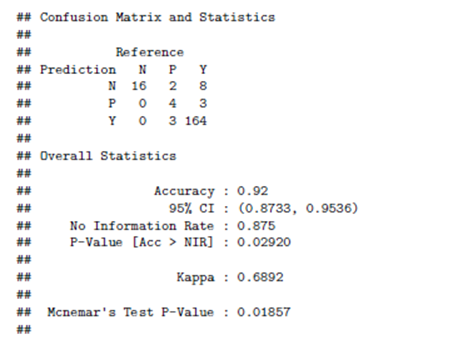 ## Confusion Matrix and Statistics
##
##           Reference
## Prediction   N   P   Y
##          N  16   2   8
##          P   0   4   3
##          Y   0   3 164
##
## Overall Statistics
##
##                Accuracy : 0.92
##                  95% CI : (0.8733, 0.9536)
##     No Information Rate : 0.875
##     P-Value [Acc > NIR] : 0.02920
##
##                   Kappa : 0.6892
##
##  Mcnemar's Test P-Value : 0.01857
##